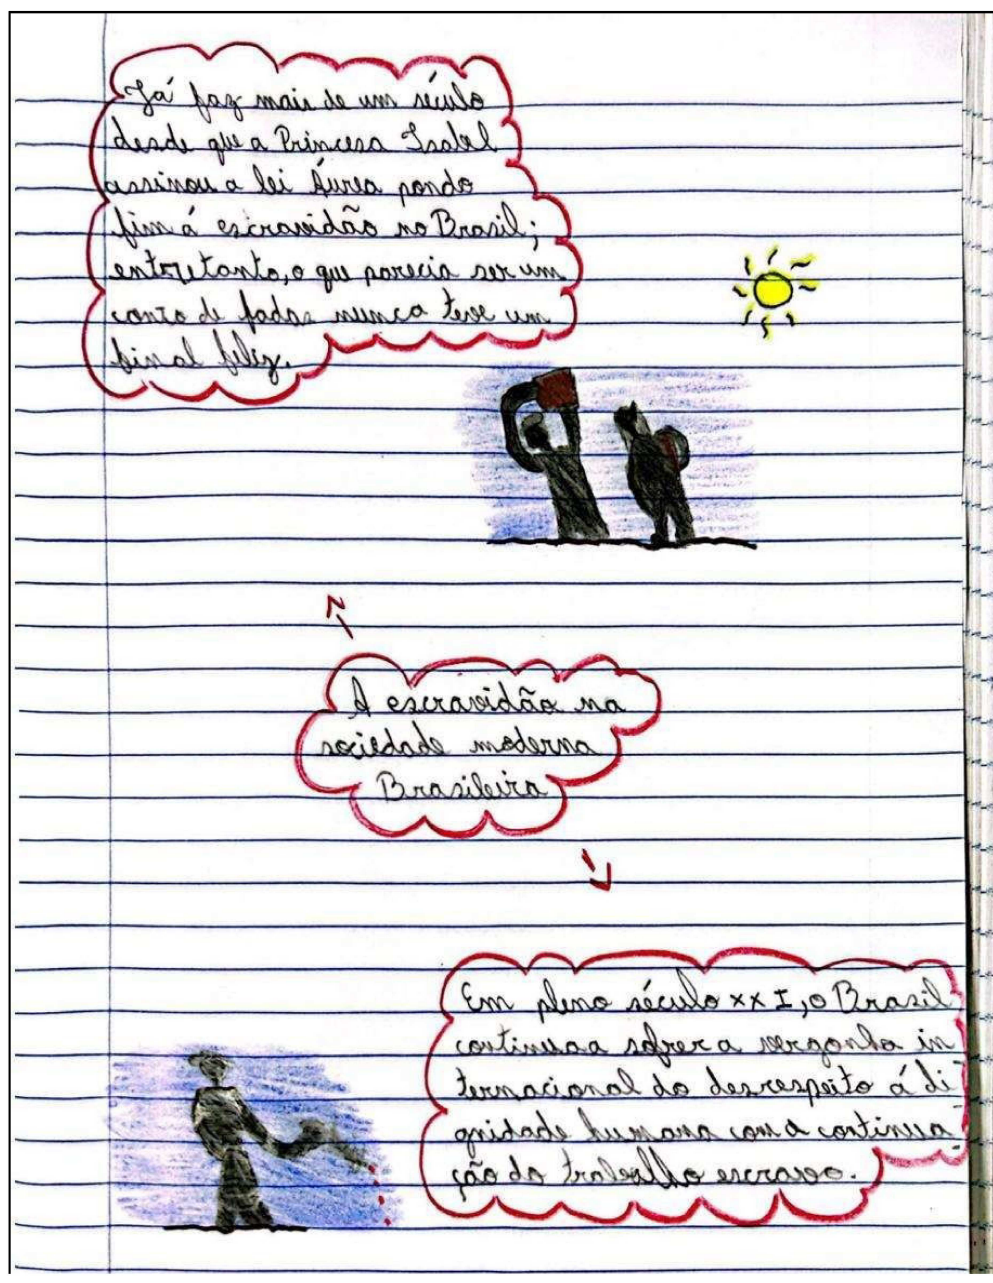 Já faz mais de um século
desde que a Princesa Isabel
assinou a lei Áurea pondo
fim á escravidão no Brasil;
entretanto, o que parecia ser um
conto de fadas nunca teve um
final feliz.
A escravidão na
sociedade moderna
Brasileira
Em pleno século XXI, o Brasil
continua a sofrer a vergonha in
ternacional do desrespeito á di
gnidade humana com a continua
ção do trabalho escravo.